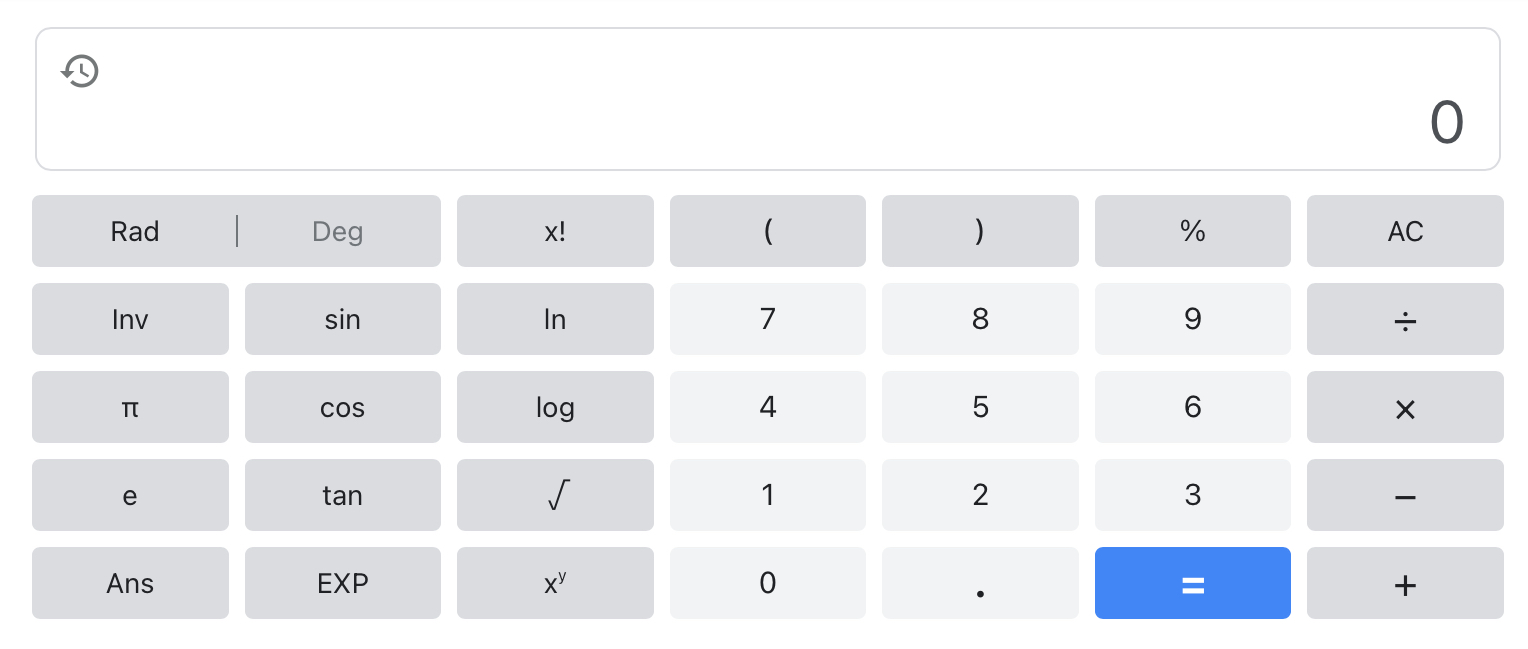 0
Rad | Deg x! ( ) % AC
Inv sin ln 7 8 9 ÷
π cos log 4 5 6 ×
e tan √ 1 2 3 −
Ans EXP xʸ 0 . = +